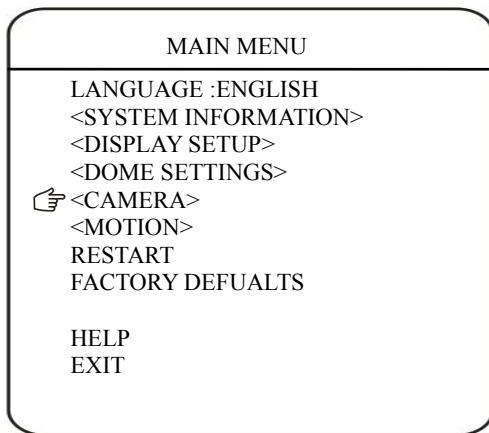 MAIN MENU
LANGUAGE :ENGLISH
<SYSTEM INFORMATION>
<DISPLAY SETUP>
<DOME SETTINGS>
<CAMERA>
<MOTION>
RESTART
FACTORY DEFUALTS
HELP
EXIT